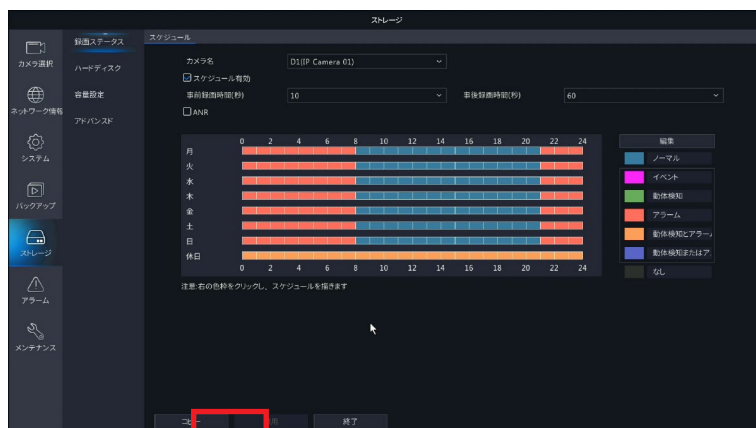 ストレージ
カメラ選択
ネットワーク情報
システム
バックアップ
ストレージ
アラーム
メンテナンス
録画ステータス
ハードディスク
容量設定
アドバンスド
スケジュール
カメラ名 D1(IP Camera 01)
スケジュール有効
事前録画時間(秒) 10 事後録画時間(秒) 60
ANR
0 2 4 6 8 10 12 14 16 18 20 22 24
月
火
水
木
金
土
日
休日
0 2 4 6 8 10 12 14 16 18 20 22 24
編集
ノーマル
イベント
動体検知
アラーム
動体検知とアラーム
動体検知またはア
なし
注意:右の色枠をクリックし、スケジュールを描きます
コピー 終了